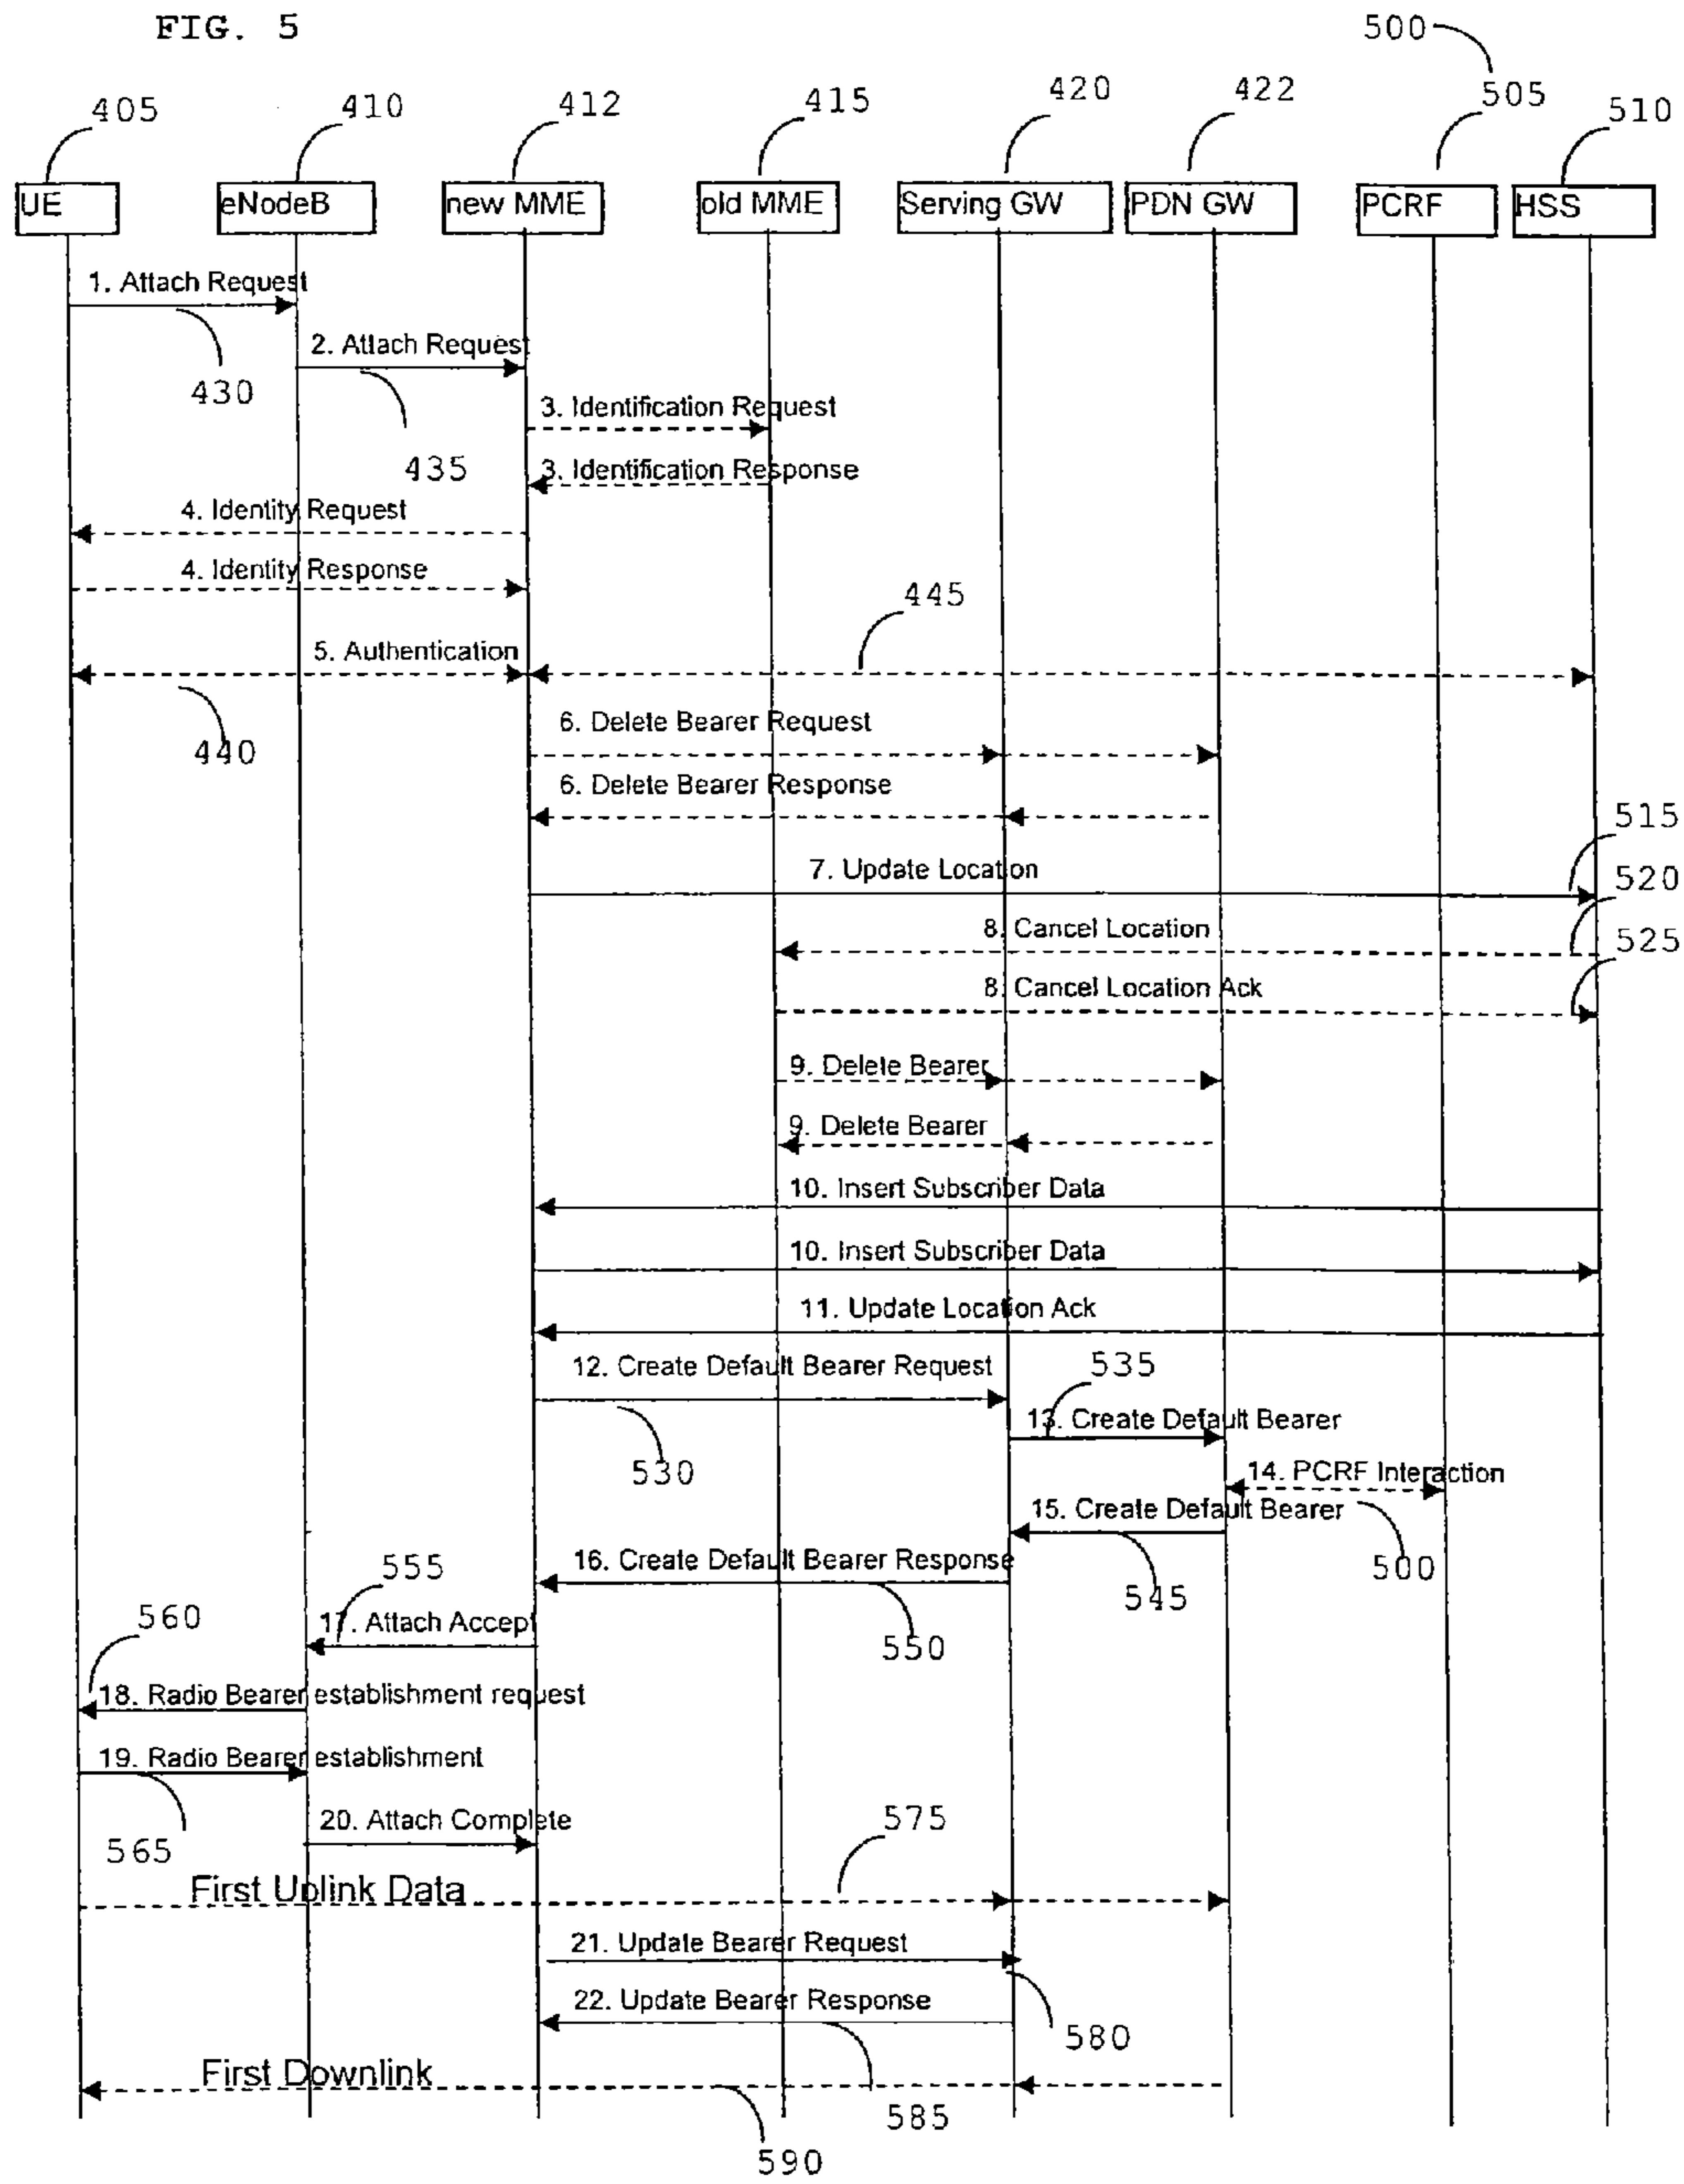 FIG. 5
500
405
410
412
415
420
422
505
510
UE
eNodeB
new MME
old MME
Serving GW
PDN GW
PCRF
HSS
1. Attach Request
430
2. Attach Request
435
3. Identification Request
3. Identification Response
4. Identity Request
4. Identity Response
445
5. Authentication
440
6. Delete Bearer Request
6. Delete Bearer Response
515
7. Update Location
520
8. Cancel Location
525
8. Cancel Location Ack
9. Delete Bearer
9. Delete Bearer
10. Insert Subscriber Data
10. Insert Subscriber Data
11. Update Location Ack
12. Create Default Bearer Request
535
530
13. Create Default Bearer
14. PCRF Interaction
500
15. Create Default Bearer
545
16. Create Default Bearer Response
550
555
17. Attach Accept
560
18. Radio Bearer establishment request
19. Radio Bearer establishment
565
20. Attach Complete
575
First Uplink Data
21. Update Bearer Request
580
22. Update Bearer Response
585
First Downlink
590